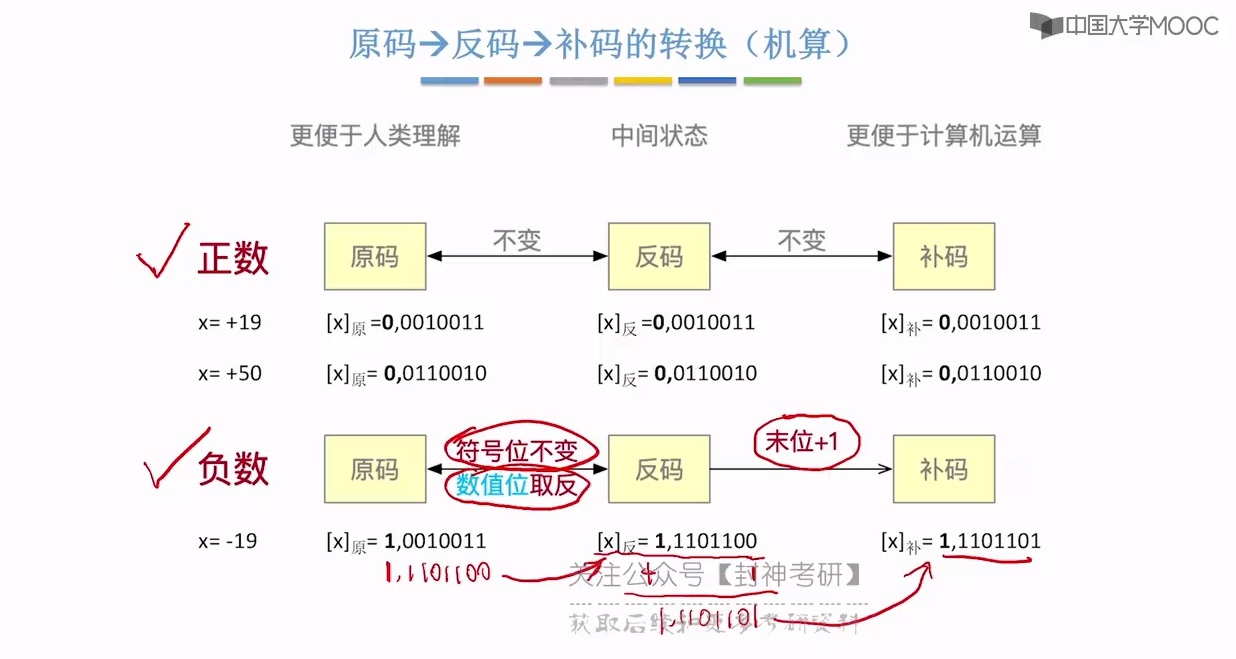 中国大学MOOC
原码→反码→补码的转换（机算）
更便于人类理解 中间状态 更便于计算机运算
正数 原码 不变 反码 不变 补码
x= +19 [x]原=0,0010011 [x]反=0,0010011 [x]补= 0,0010011
x= +50 [x]原= 0,0110010 [x]反= 0,0110010 [x]补= 0,0110010
负数 原码 符号位不变 反码 末位+1 补码
数值位取反
x= -19 [x]原= 1,0010011 [x]反= 1,1101100 [x]补= 1,1101101
1,1101100 + 1
关注公众号【封神考研】
1,1101101
获取后续和更多考研资料